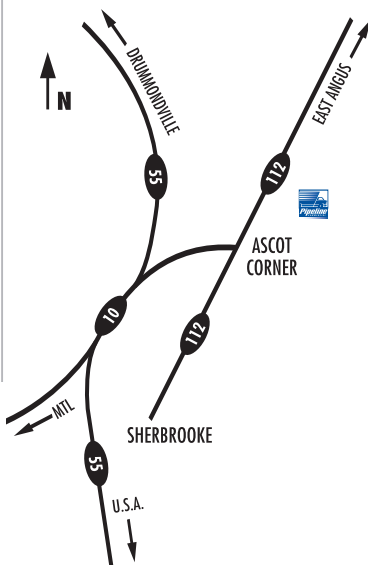 DRUMMONDVILLE
EAST ANGUS
N
55
112
Pipeline
ASCOT
CORNER
10
112
MTL
SHERBROOKE
55
U.S.A.